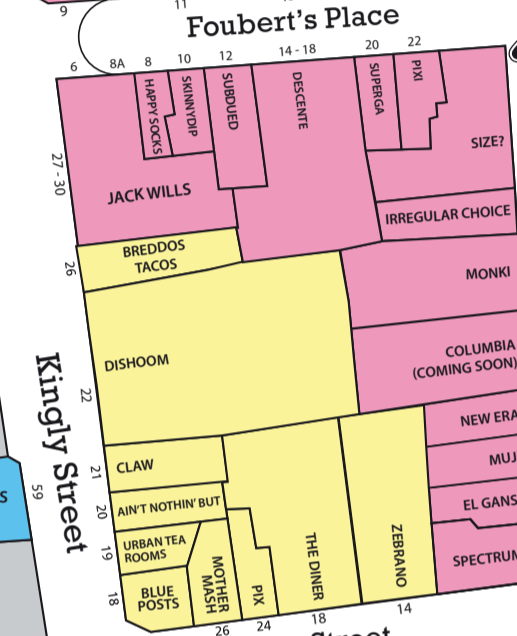 9
11
Foubert's Place
6
8A
8
10
12
14 - 18
20
22
HAPPY SOCKS
SKINNYDIP
SUBDUED
DESCENTE
SUPERGA
PIXI
SIZE?
27 - 30
JACK WILLS
IRREGULAR CHOICE
BREDDOS
TACOS
26
MONKI
DISHOOM
COLUMBIA
(COMING SOON)
22
Kingly Street
NEW ERA
CLAW
21
MUJ
AIN'T NOTHIN' BUT
20
EL GANS
S
59
URBAN TEA
ROOMS
19
MOTHER
MASH
PIX
THE DINER
ZEBRANO
SPECTRUM
BLUE
POSTS
18
26
24
18
14
Street